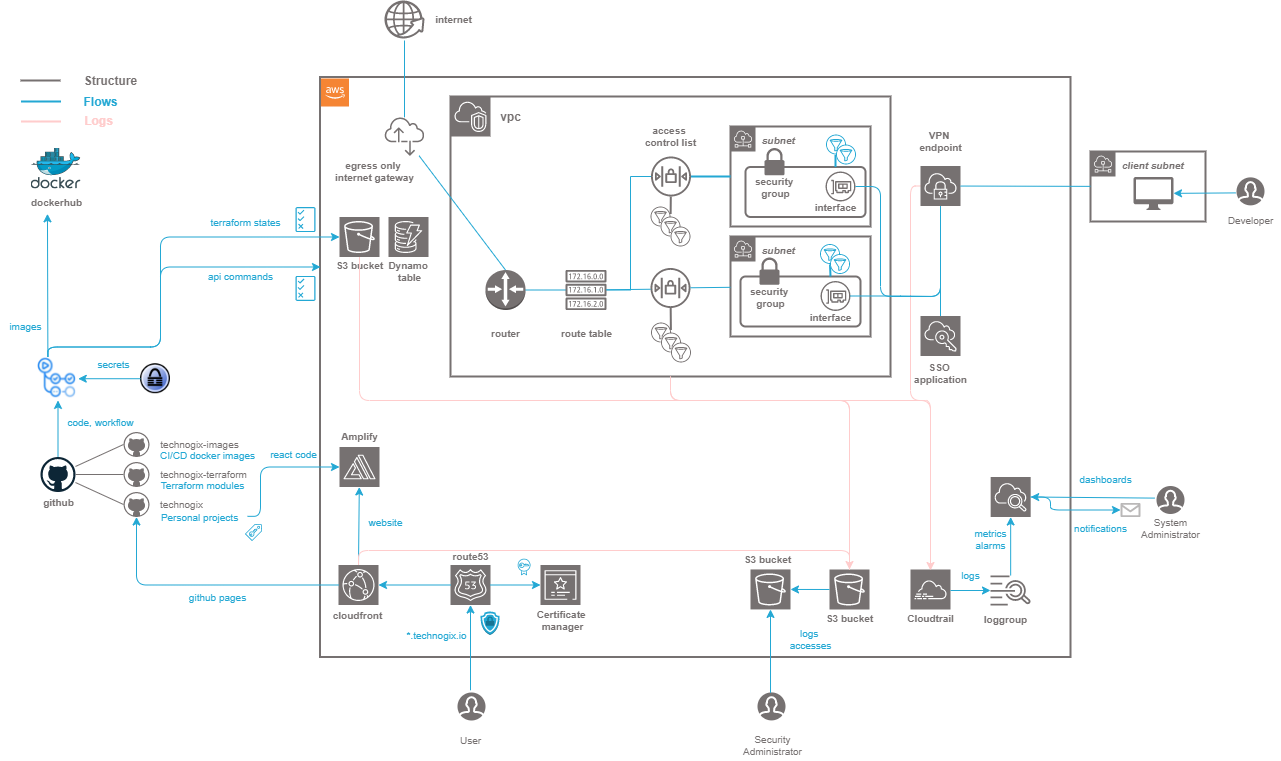 internet
Structure
Flows
Logs
aws
vpc
egress only
internet gateway
access
control list
subnet
security
group
interface
VPN
endpoint
client subnet
Developer
docker
dockerhub
terraform states
S3 bucket
Dynamo
table
api commands
172.16.0.0
172.16.1.0
172.16.2.0
router
route table
subnet
security
group
interface
SSO
application
images
secrets
code, workflow
github
technogix-images
CI/CD docker images
technogix-terraform
Terraform modules
technogix
Personal projects
react code
Amplify
website
dashboards
System
Administrator
notifications
metrics
alarms
github pages
cloudfront
route53
53
Certificate
manager
*.technogix.io
S3 bucket
S3 bucket
logs
accesses
Cloudtrail
logs
loggroup
User
Security
Administrator